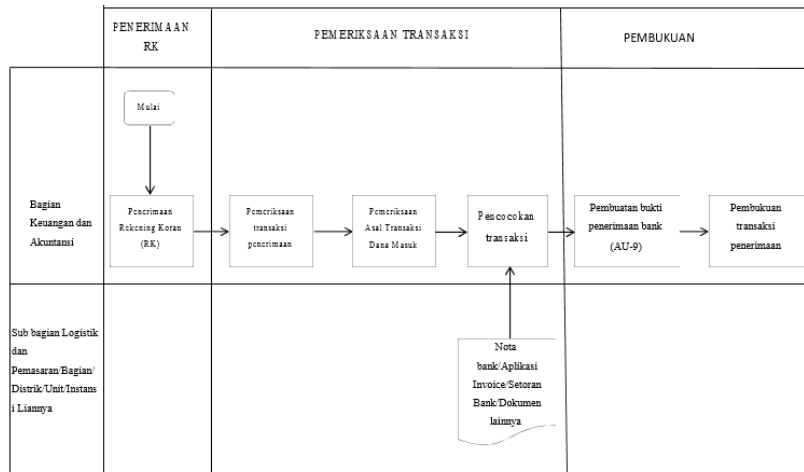 PENERIMAAN
RK
PEMERIKSAAN TRANSAKSI
PEMBUKUAN
Bagian
Keuangan dan
Akuntansi
Mulai
Penerimaan
Rekening Koran
(RK)
Pemeriksaan
transaksi
penerimaan
Pemeriksaan
Asal Transaksi
Dana Masuk
Pencocokan
transaksi
Pembuatan bukti
penerimaan bank
(AU-9)
Pembukuan
transaksi
penerimaan
Sub bagian Logistik
dan
Pemasaran/Bagian/
Distrik/Unit/Instans
i Liannya
Nota
bank/Aplikasi
Invoice/Setoran
Bank/Dokumen
lainnya